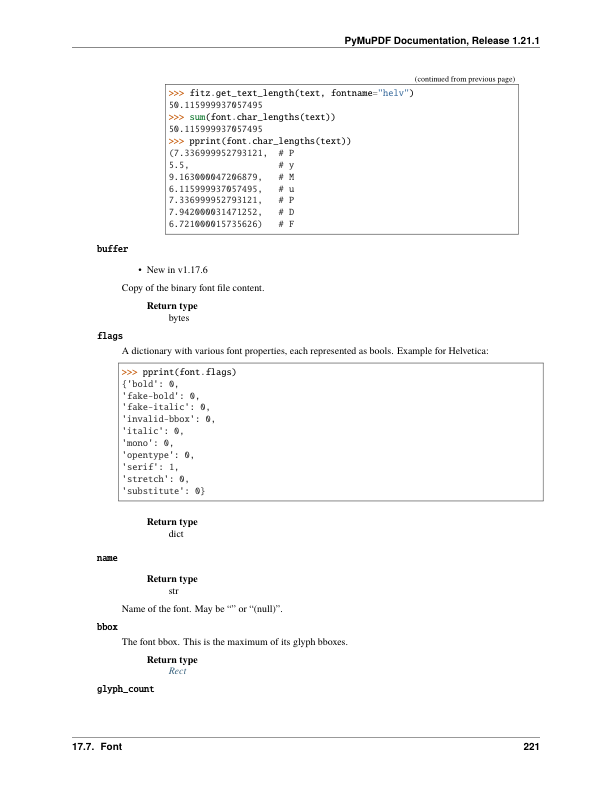 PyMuPDF Documentation, Release 1.21.1
(continued from previous page)
>>> fitz.get_text_length(text, fontname="helv")
50.115999937057495
>>> sum(font.char_lengths(text))
50.115999937057495
>>> pprint(font.char_lengths(text))
(7.336999952793121,  # P
5.5,                 # y
9.163000047206879,   # M
6.115999937057495,   # u
7.336999952793121,   # P
7.942000031471252,   # D
6.721000015735626)   # F
buffer
• New in v1.17.6
Copy of the binary font file content.
Return type
bytes
flags
A dictionary with various font properties, each represented as bools. Example for Helvetica:
>>> pprint(font.flags)
{'bold': 0,
'fake-bold': 0,
'fake-italic': 0,
'invalid-bbox': 0,
'italic': 0,
'mono': 0,
'opentype': 0,
'serif': 1,
'stretch': 0,
'substitute': 0}
Return type
dict
name
Return type
str
Name of the font. May be “” or “(null)”.
bbox
The font bbox. This is the maximum of its glyph bboxes.
Return type
Rect
glyph_count
17.7. Font 221